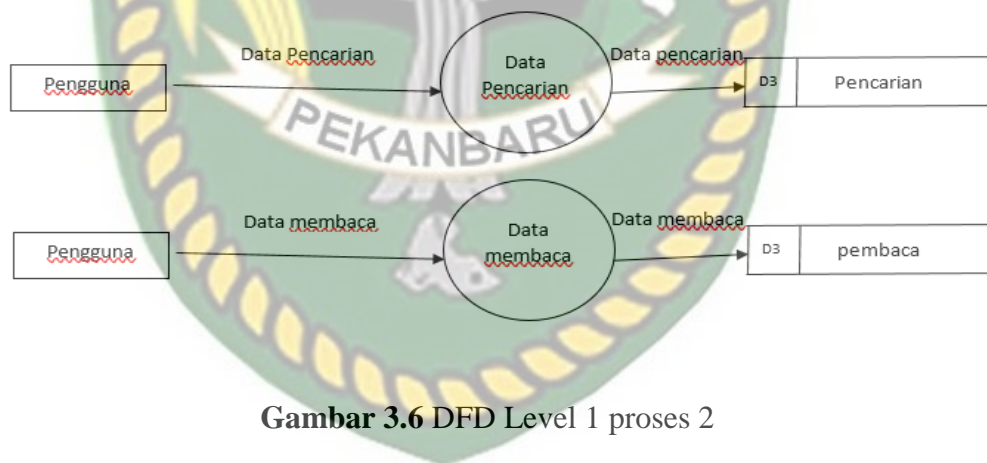 Data Pencarian
Data pencarian
Pengguna
Data
Pencarian
D3
Pencarian
PEKANBARU
Data membaca
Data membaca
Pengguna
Data
membaca
D3
pembaca
Gambar 3.6 DFD Level 1 proses 2